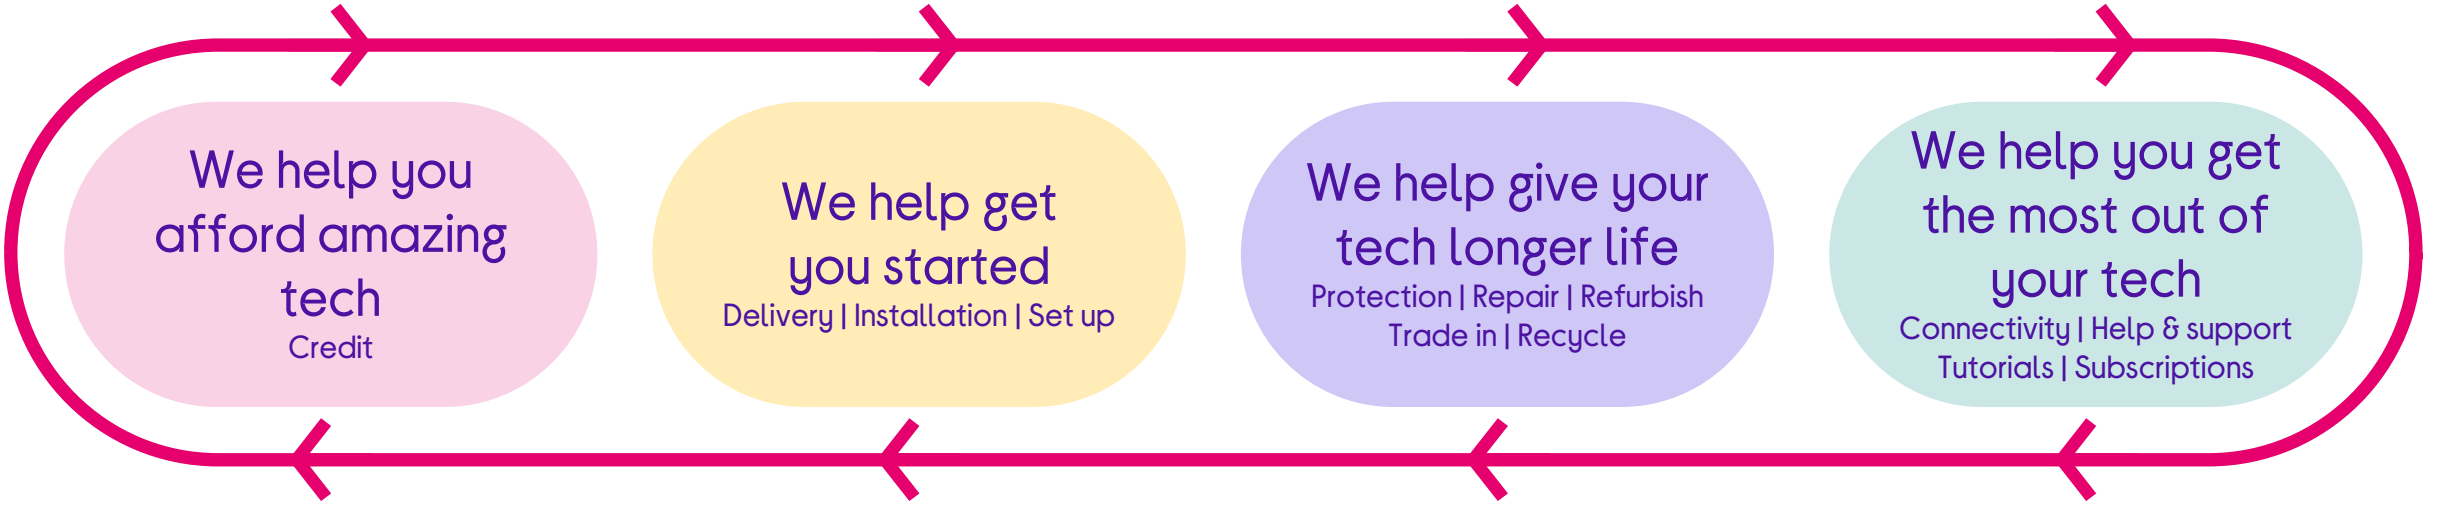 We help you
afford amazing
tech
Credit
We help get
you started
Delivery | Installation | Set up
We help give your
tech longer life
Protection | Repair | Refurbish
Trade in | Recycle
We help you get
the most out of
your tech
Connectivity | Help & support
Tutorials | Subscriptions